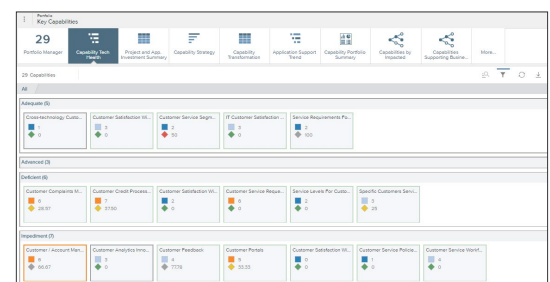 Portfolio
Key Capabilities
29
Portfolio Manager
Capability Tech Health
Project and App. Investment Summary
Capability Strategy
Capability Transformation
Application Support Trend
Capability Portfolio Summary
Capabilities by Impacted
Capabilities Supporting Busine...
More...
29 Capabilities
All
Adequate (5)
Cross-technology Custo... Customer Satisfaction Wi... Customer Service Segm... IT Customer Satisfaction ... Service Requirements Po...
1 3 2 3 2
0 0 50 0 100
Advanced (3)
Deficient (6)
Customer Complaints M... Customer Credit Process... Customer Satisfaction Wi... Customer Service Reque... Service Levels For Custo... Specific Customers Servi...
8 7 2 6 2 3
28.57 37.50 0 0 0 25
Impediment (7)
Customer / Account Man... Customer Analytics Inno... Customer Feedback Customer Portals Customer Satisfaction Wi... Customer Service Policie... Customer Service Workf...
9 3 4 5 0 1 4
66.67 0 77.78 55.55 0 0 0